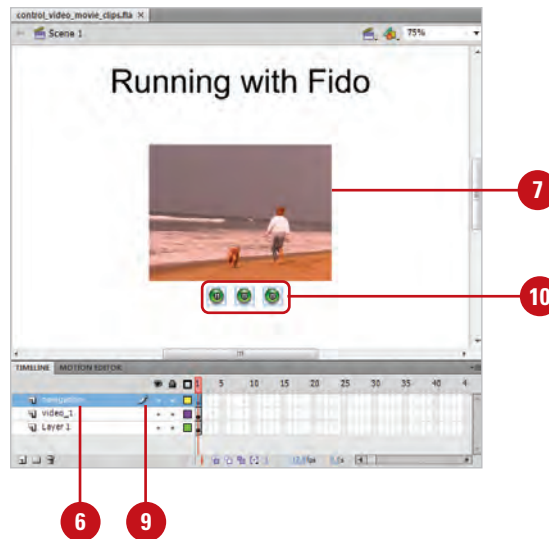 control_video_movie_clips.fla ×
Scene 1
75%
Running with Fido
7
10
TIMELINE MOTION EDITOR
1 5 10 15 20 25 30 35 40 4
navigation
video_1
Layer 1
6
9